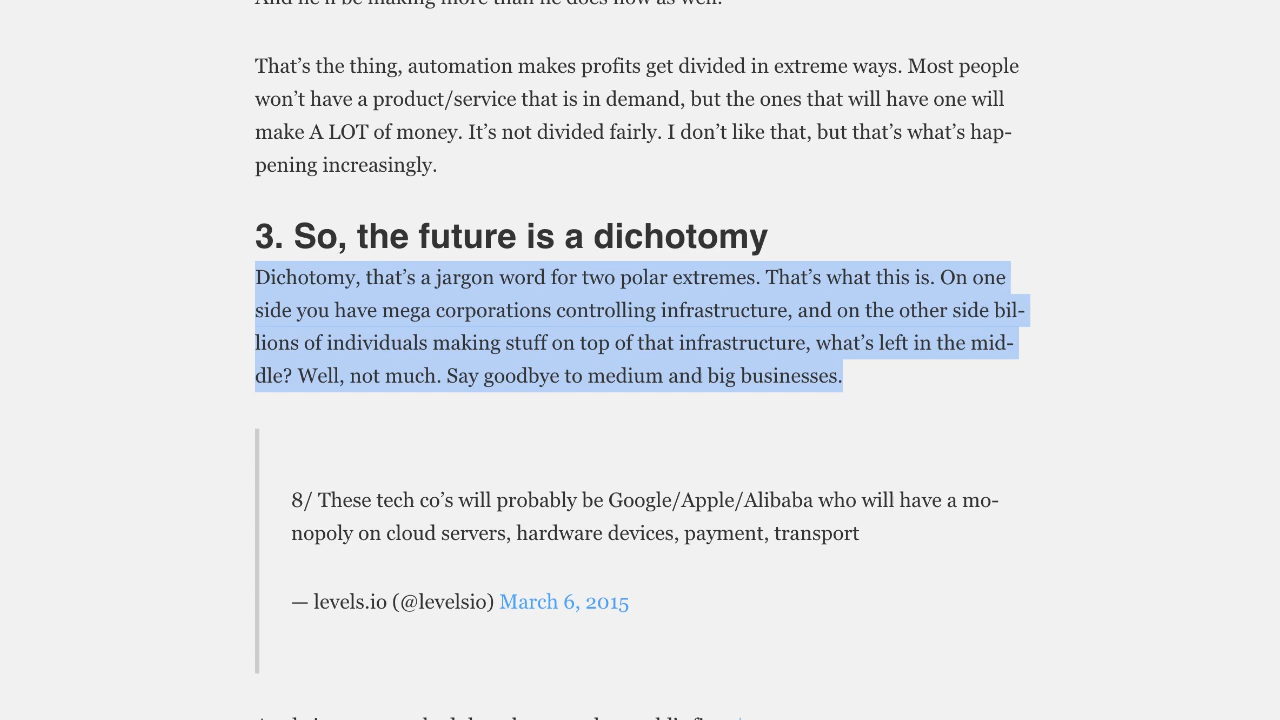 That’s the thing, automation makes profits get divided in extreme ways. Most people
won’t have a product/service that is in demand, but the ones that will have one will
make A LOT of money. It’s not divided fairly. I don’t like that, but that’s what’s hap-
pening increasingly.
3. So, the future is a dichotomy
Dichotomy, that’s a jargon word for two polar extremes. That’s what this is. On one
side you have mega corporations controlling infrastructure, and on the other side bil-
lions of individuals making stuff on top of that infrastructure, what’s left in the mid-
dle? Well, not much. Say goodbye to medium and big businesses.
8/ These tech co’s will probably be Google/Apple/Alibaba who will have a mo-
nopoly on cloud servers, hardware devices, payment, transport
— levels.io (@levelsio) March 6, 2015